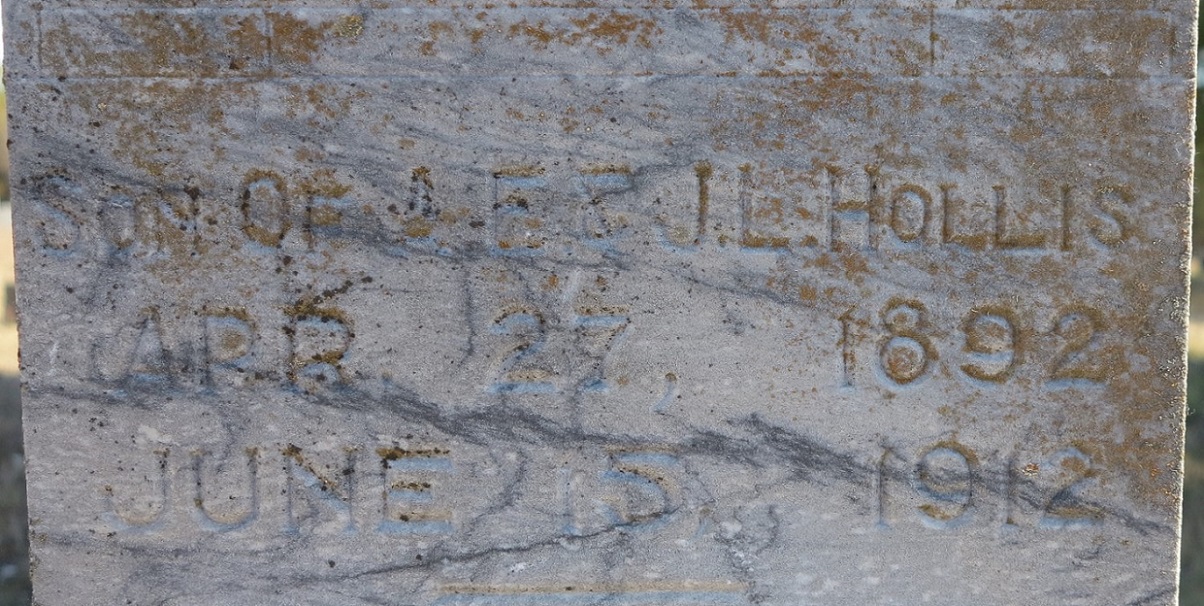 SON OF J. E. & J. L. HOLLIS
APR. 27, 1892
JUNE 15, 1912